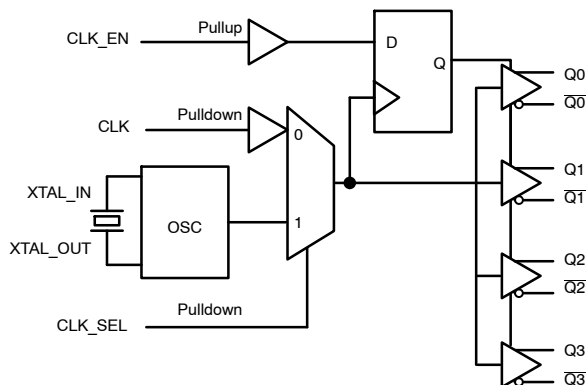 CLK_EN
Pullup
D
Q
Q0
Q0
CLK
Pulldown
0
XTAL_IN
XTAL_OUT
OSC
1
Q1
Q1
CLK_SEL
Pulldown
Q2
Q2
Q3
Q3